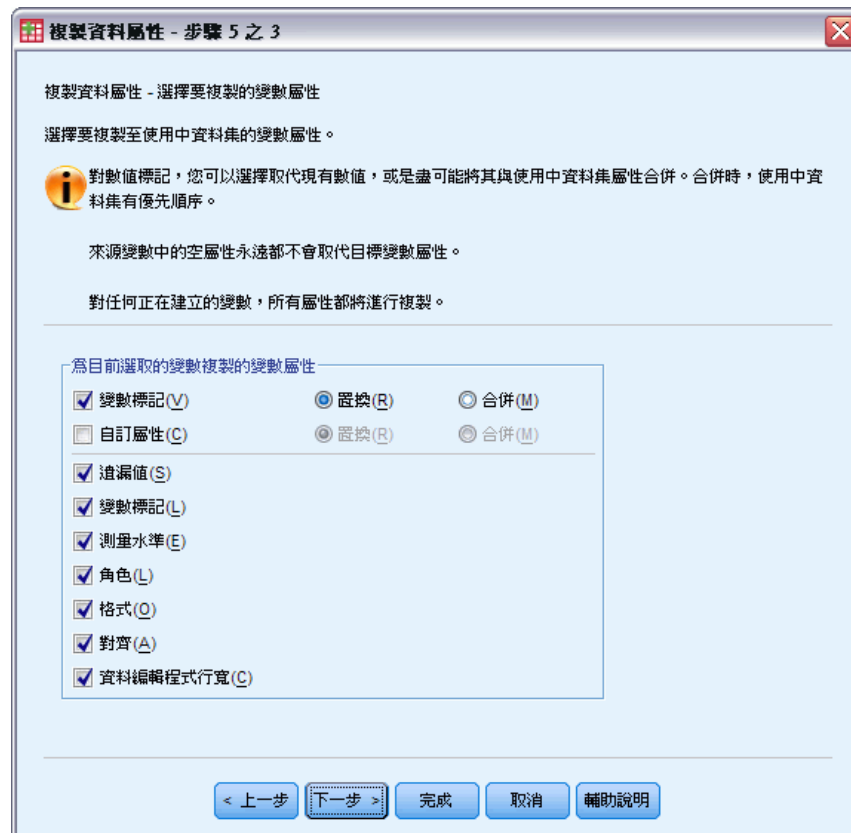 複製資料屬性 - 步驟 5 之 3
複製資料屬性 - 選擇要複製的變數屬性
選擇要複製至使用中資料集的變數屬性。
對數值標記，您可以選擇取代現有數值，或是盡可能將其與使用中資料集屬性合併。合併時，使用中資
料集有優先順序。
來源變數中的空屬性永遠都不會取代目標變數屬性。
對任何正在建立的變數，所有屬性都將進行複製。
為目前選取的變數複製的變數屬性
變數標記(V) 置換(R) 合併(M)
自訂屬性(C) 置換(R) 合併(M)
遺漏值(S)
變數標記(L)
測量水準(E)
角色(L)
格式(O)
對齊(A)
資料編輯程式行寬(C)
< 上一步 下一步 > 完成 取消 輔助說明